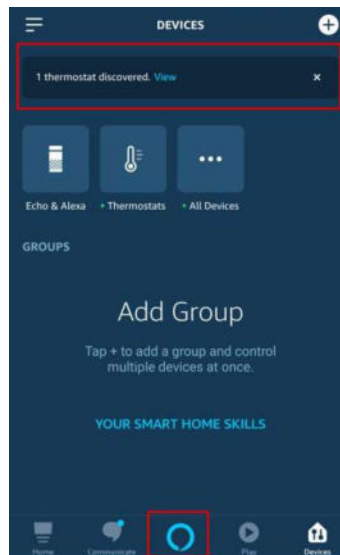 DEVICES
1 thermostat discovered. View
Echo & Alexa
Thermostats
All Devices
GROUPS
Add Group
Tap + to add a group and control
multiple devices at once.
YOUR SMART HOME SKILLS
Home
Communicate
Play
Devices